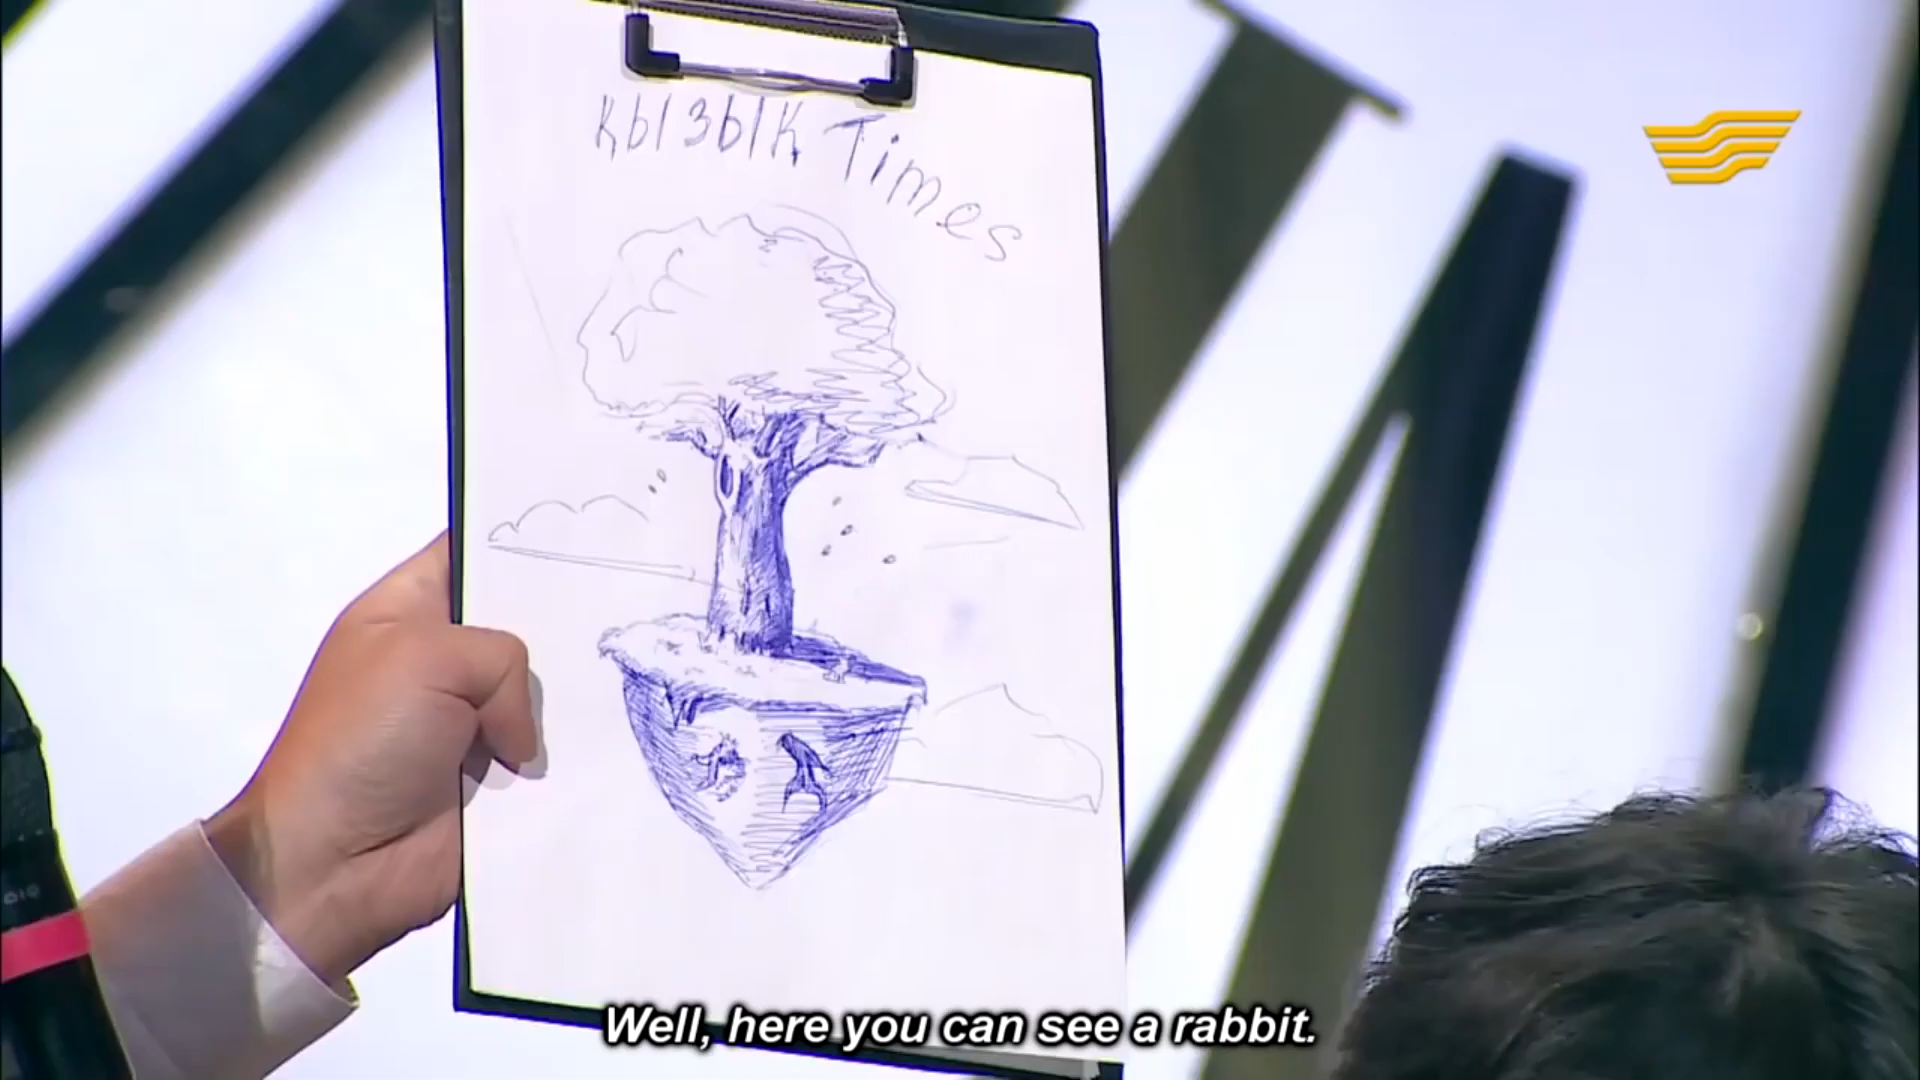 Қызық Times
Well, here you can see a rabbit.